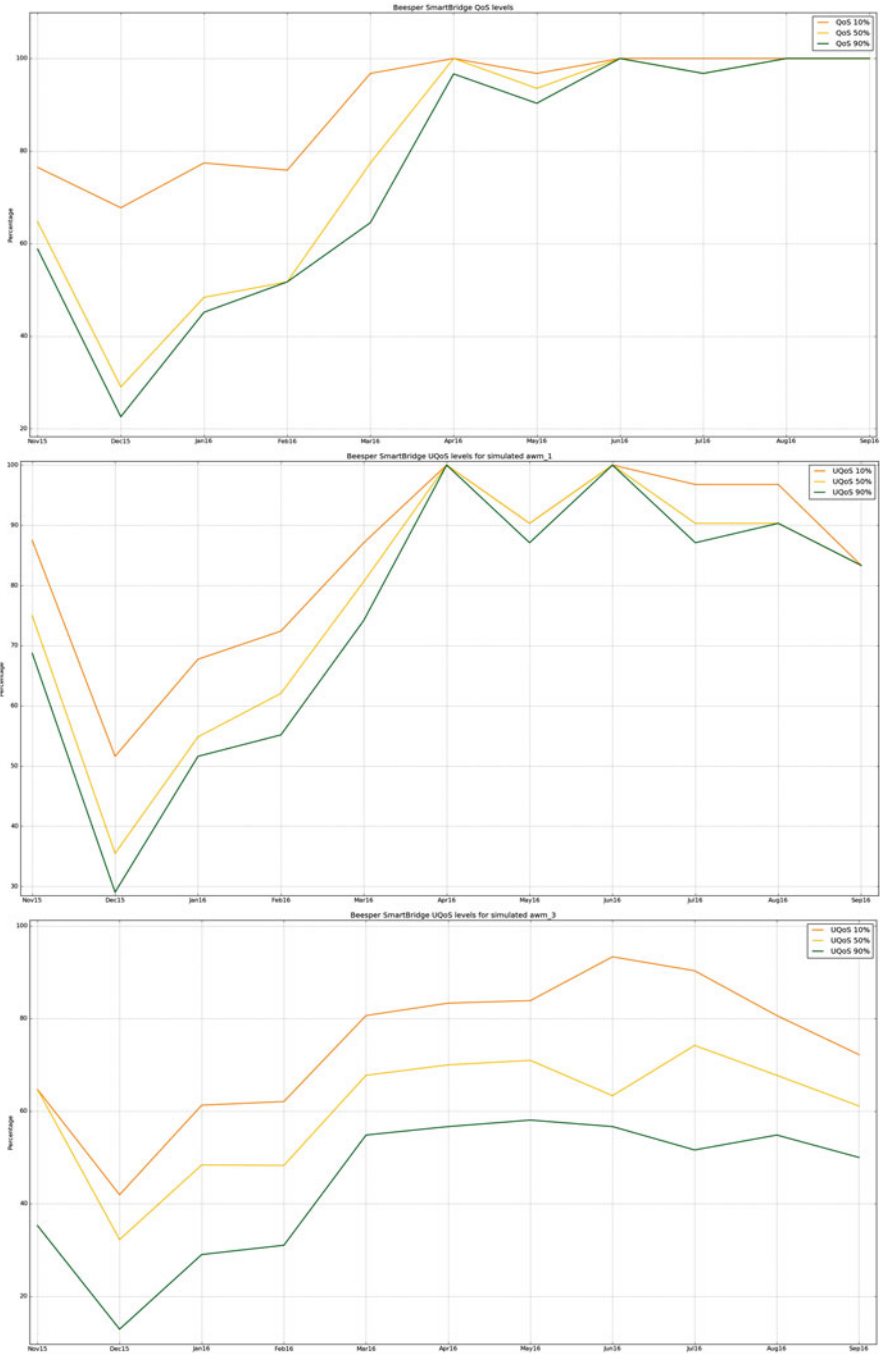 Beesper SmartBridge QoS levels
QoS 10%
QoS 50%
QoS 90%
100
80
60
40
20
Percentage
Nov15 Dec15 Jan16 Feb16 Mar16 Apr16 May16 Jun16 Jul16 Aug16 Sep16
Beesper SmartBridge UQoS levels for simulated awm_1
UQoS 10%
UQoS 50%
UQoS 90%
100
90
80
70
60
50
40
30
Percentage
Nov15 Dec15 Jan16 Feb16 Mar16 Apr16 May16 Jun16 Jul16 Aug16 Sep16
Beesper SmartBridge UQoS levels for simulated awm_3
UQoS 10%
UQoS 50%
UQoS 90%
100
80
60
40
20
Percentage
Nov15 Dec15 Jan16 Feb16 Mar16 Apr16 May16 Jun16 Jul16 Aug16 Sep16